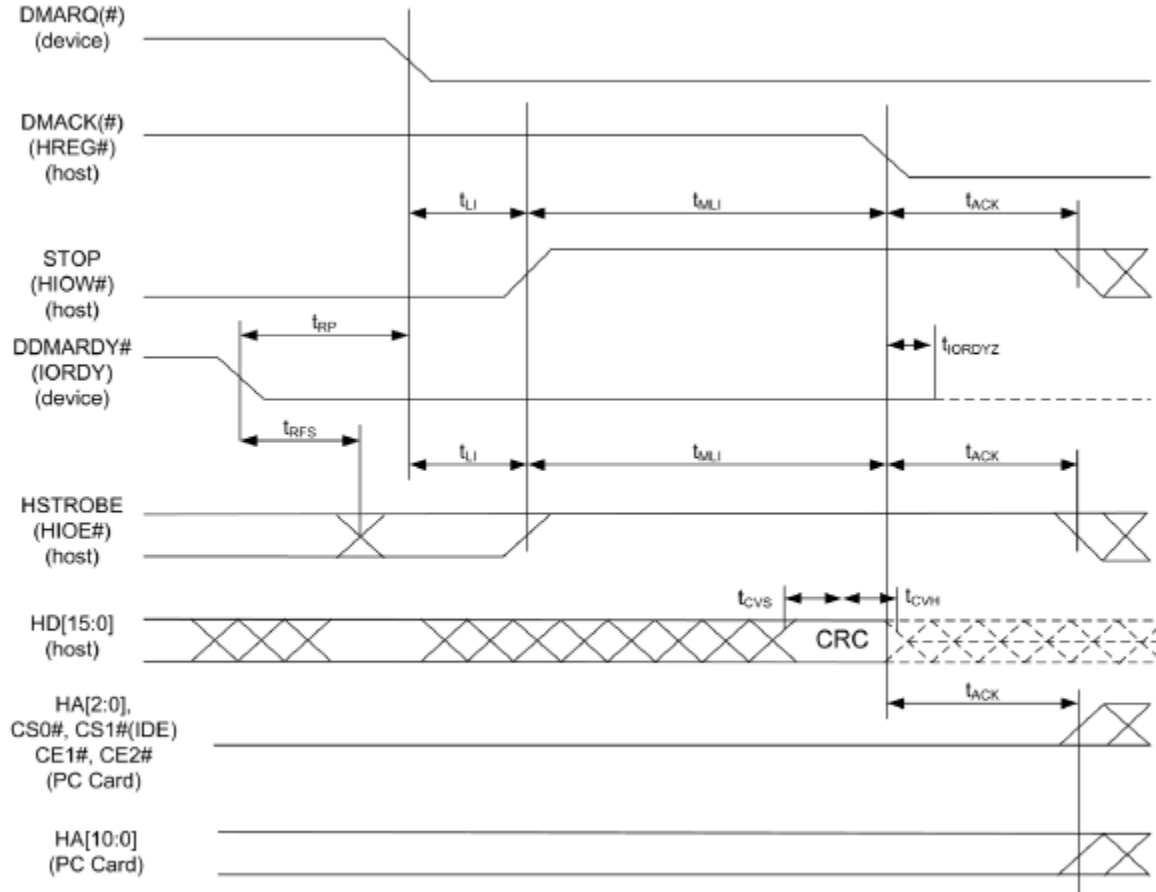 DMARQ(#)
(device)
DMACK(#)
(HREG#)
(host)
tLI
tMLI
tACK
STOP
(HIOW#)
(host)
tRP
DDMARDY#
(IORDY)
(device)
tIORDYZ
tRFS
tLI
tMLI
tACK
HSTROBE
(HIOE#)
(host)
tCVS
tCVH
HD[15:0]
(host)
CRC
tACK
HA[2:0],
CS0#, CS1#(IDE)
CE1#, CE2#
(PC Card)
HA[10:0]
(PC Card)